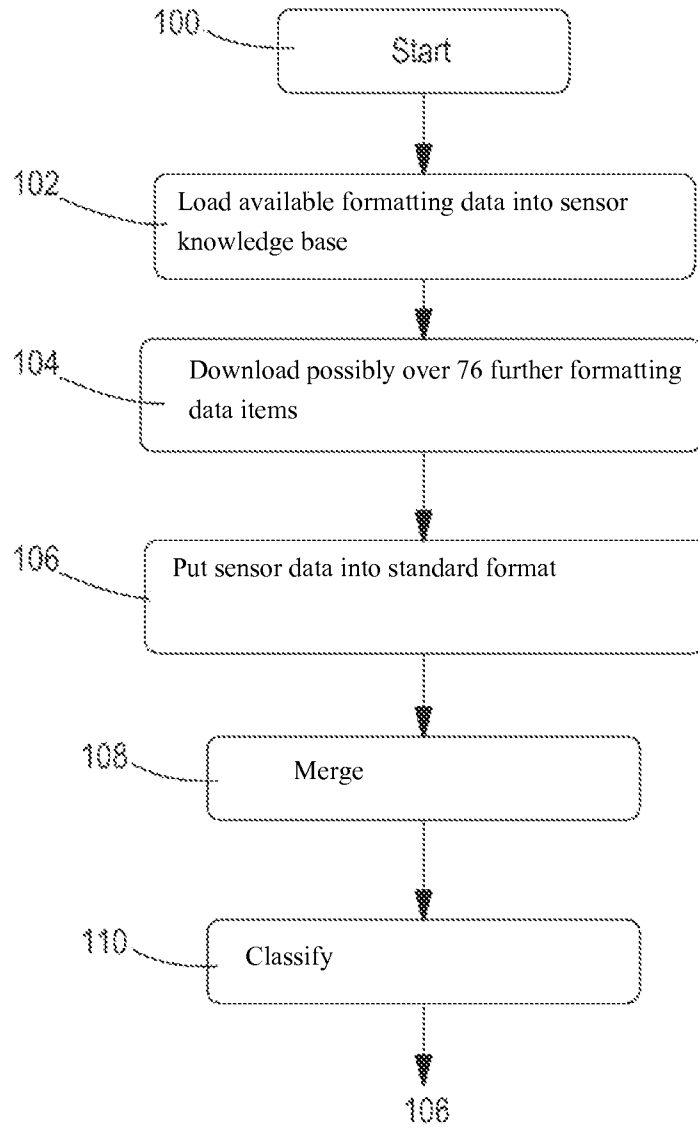 100
Start
102
Load available formatting data into sensor
knowledge base
104
Download possibly over 76 further formatting
data items
106
Put sensor data into standard format
108
Merge
110
Classify
106